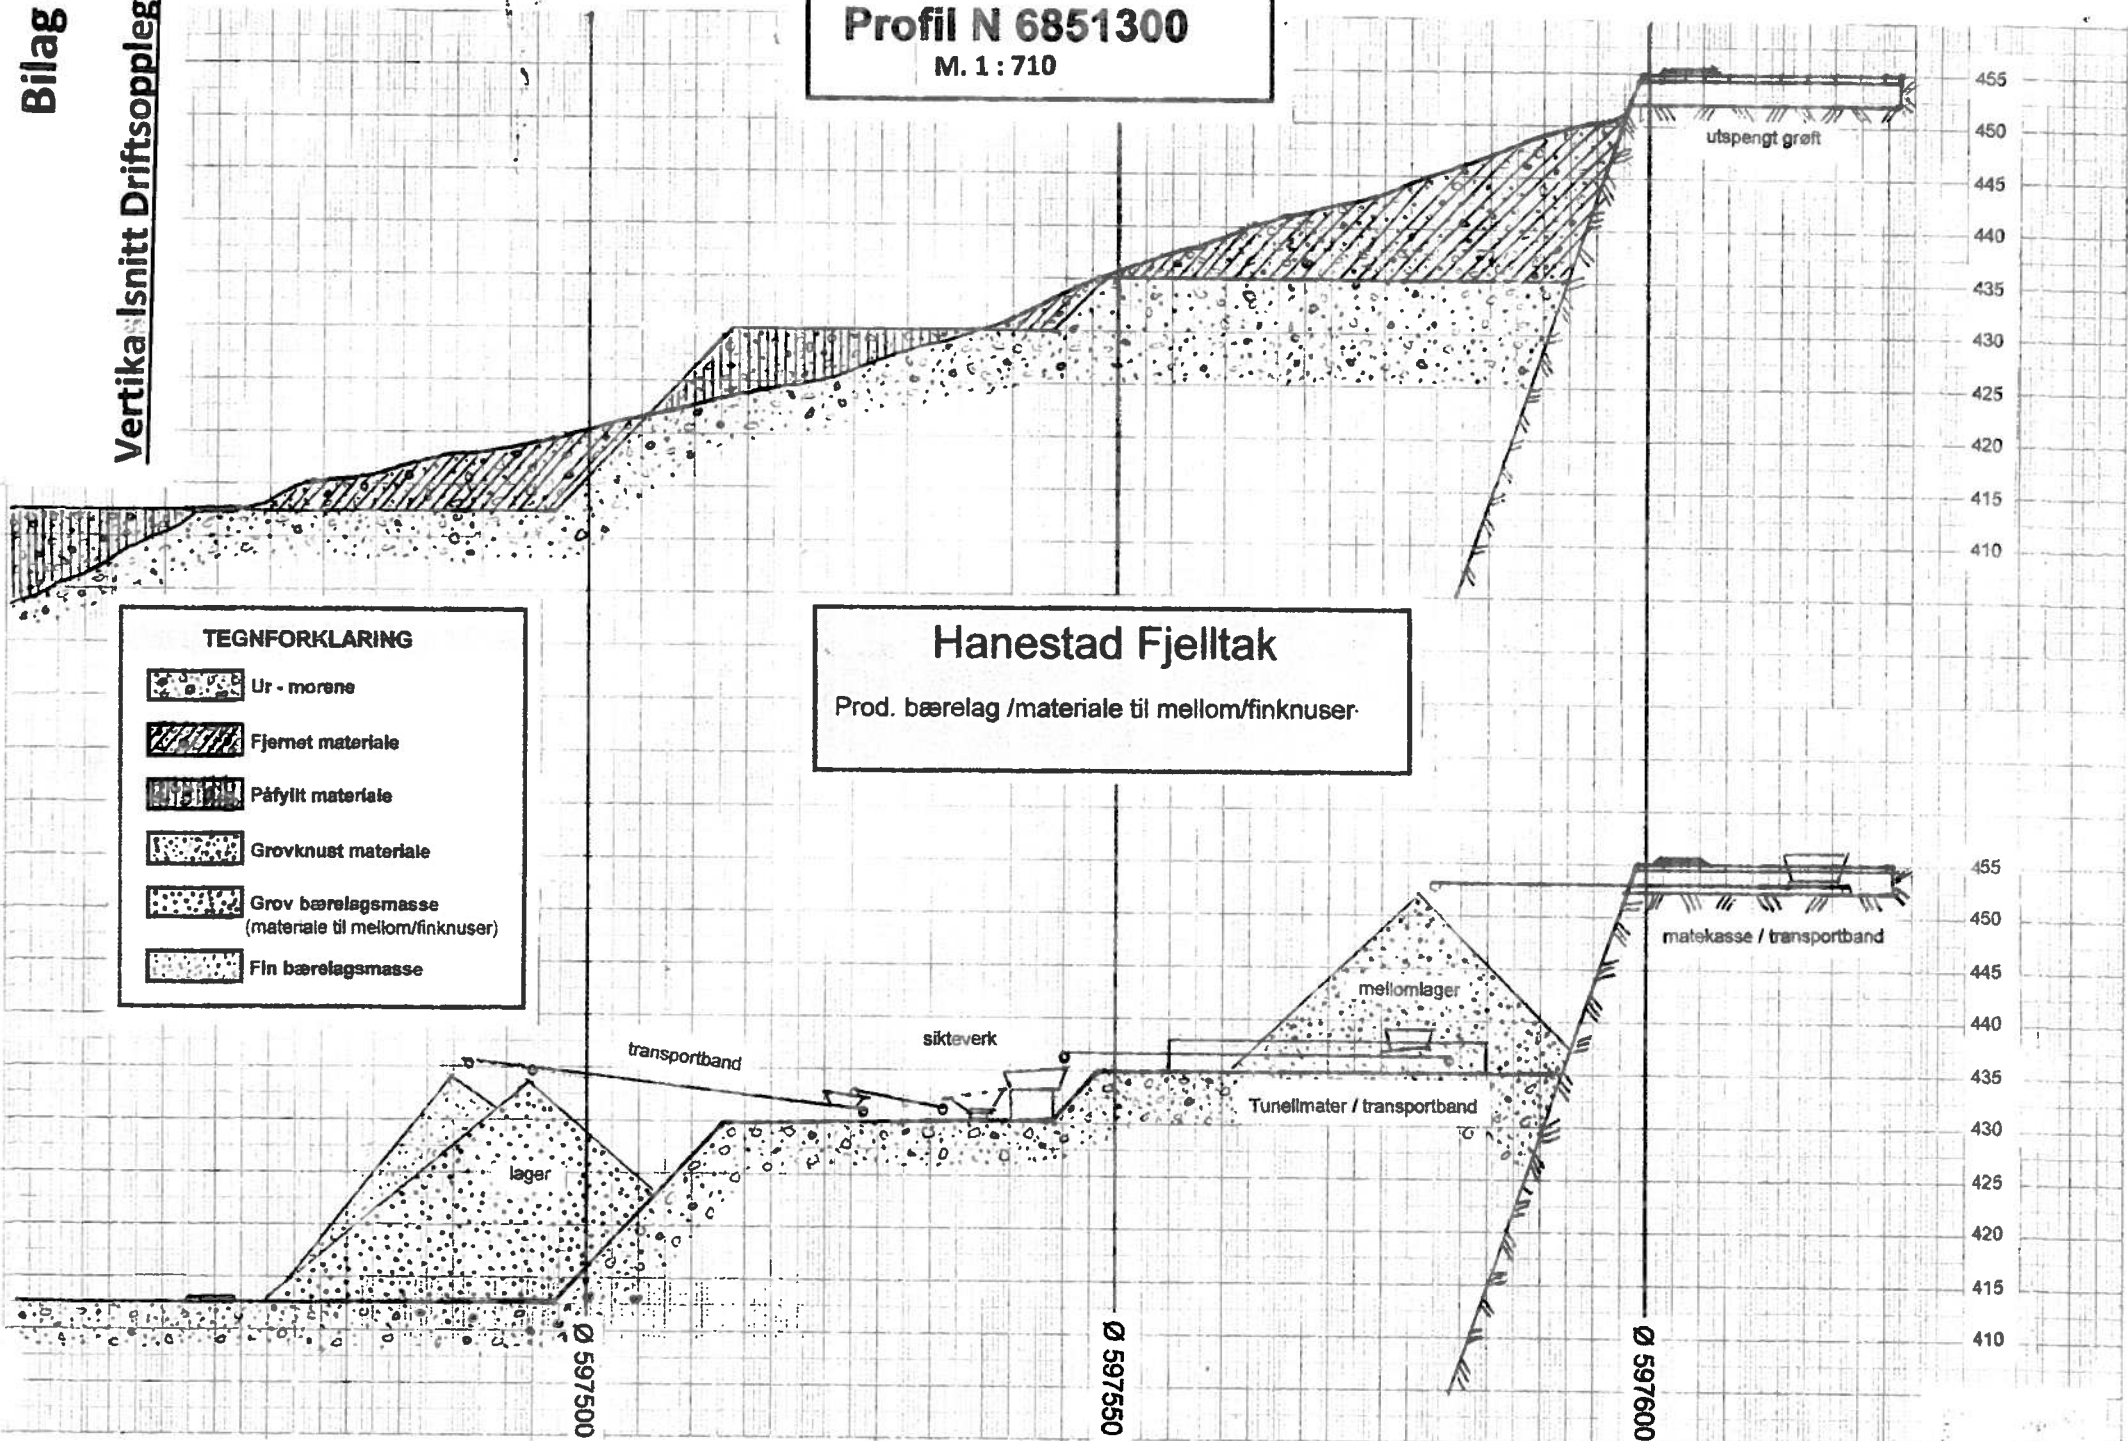 Bilag
Vertikalsnitt Driftsoppleg
Profil N 6851300
M. 1 : 710
455
450
445
440
435
430
425
420
415
410
utspengt grøft
TEGNFORKLARING
Ur - morene
Fjernet materiale
Påfyllt materiale
Grovknust materiale
Grov bærelagsmasse
(materiale til mellom/finknuser)
Fin bærelagsmasse
Hanestad Fjelltak
Prod. bærelag /materiale til mellom/finknuser
455
450
445
440
435
430
425
420
415
410
matekasse / transportband
mellomlager
sikteverk
transportband
Tunellmater / transportband
lager
Ø 597500
Ø 597550
Ø 597600